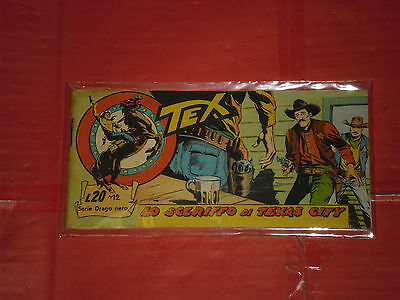 TEX
L.20 N°12
Serie Drago nero
LO SCERIFFO DI TEXAS CITY